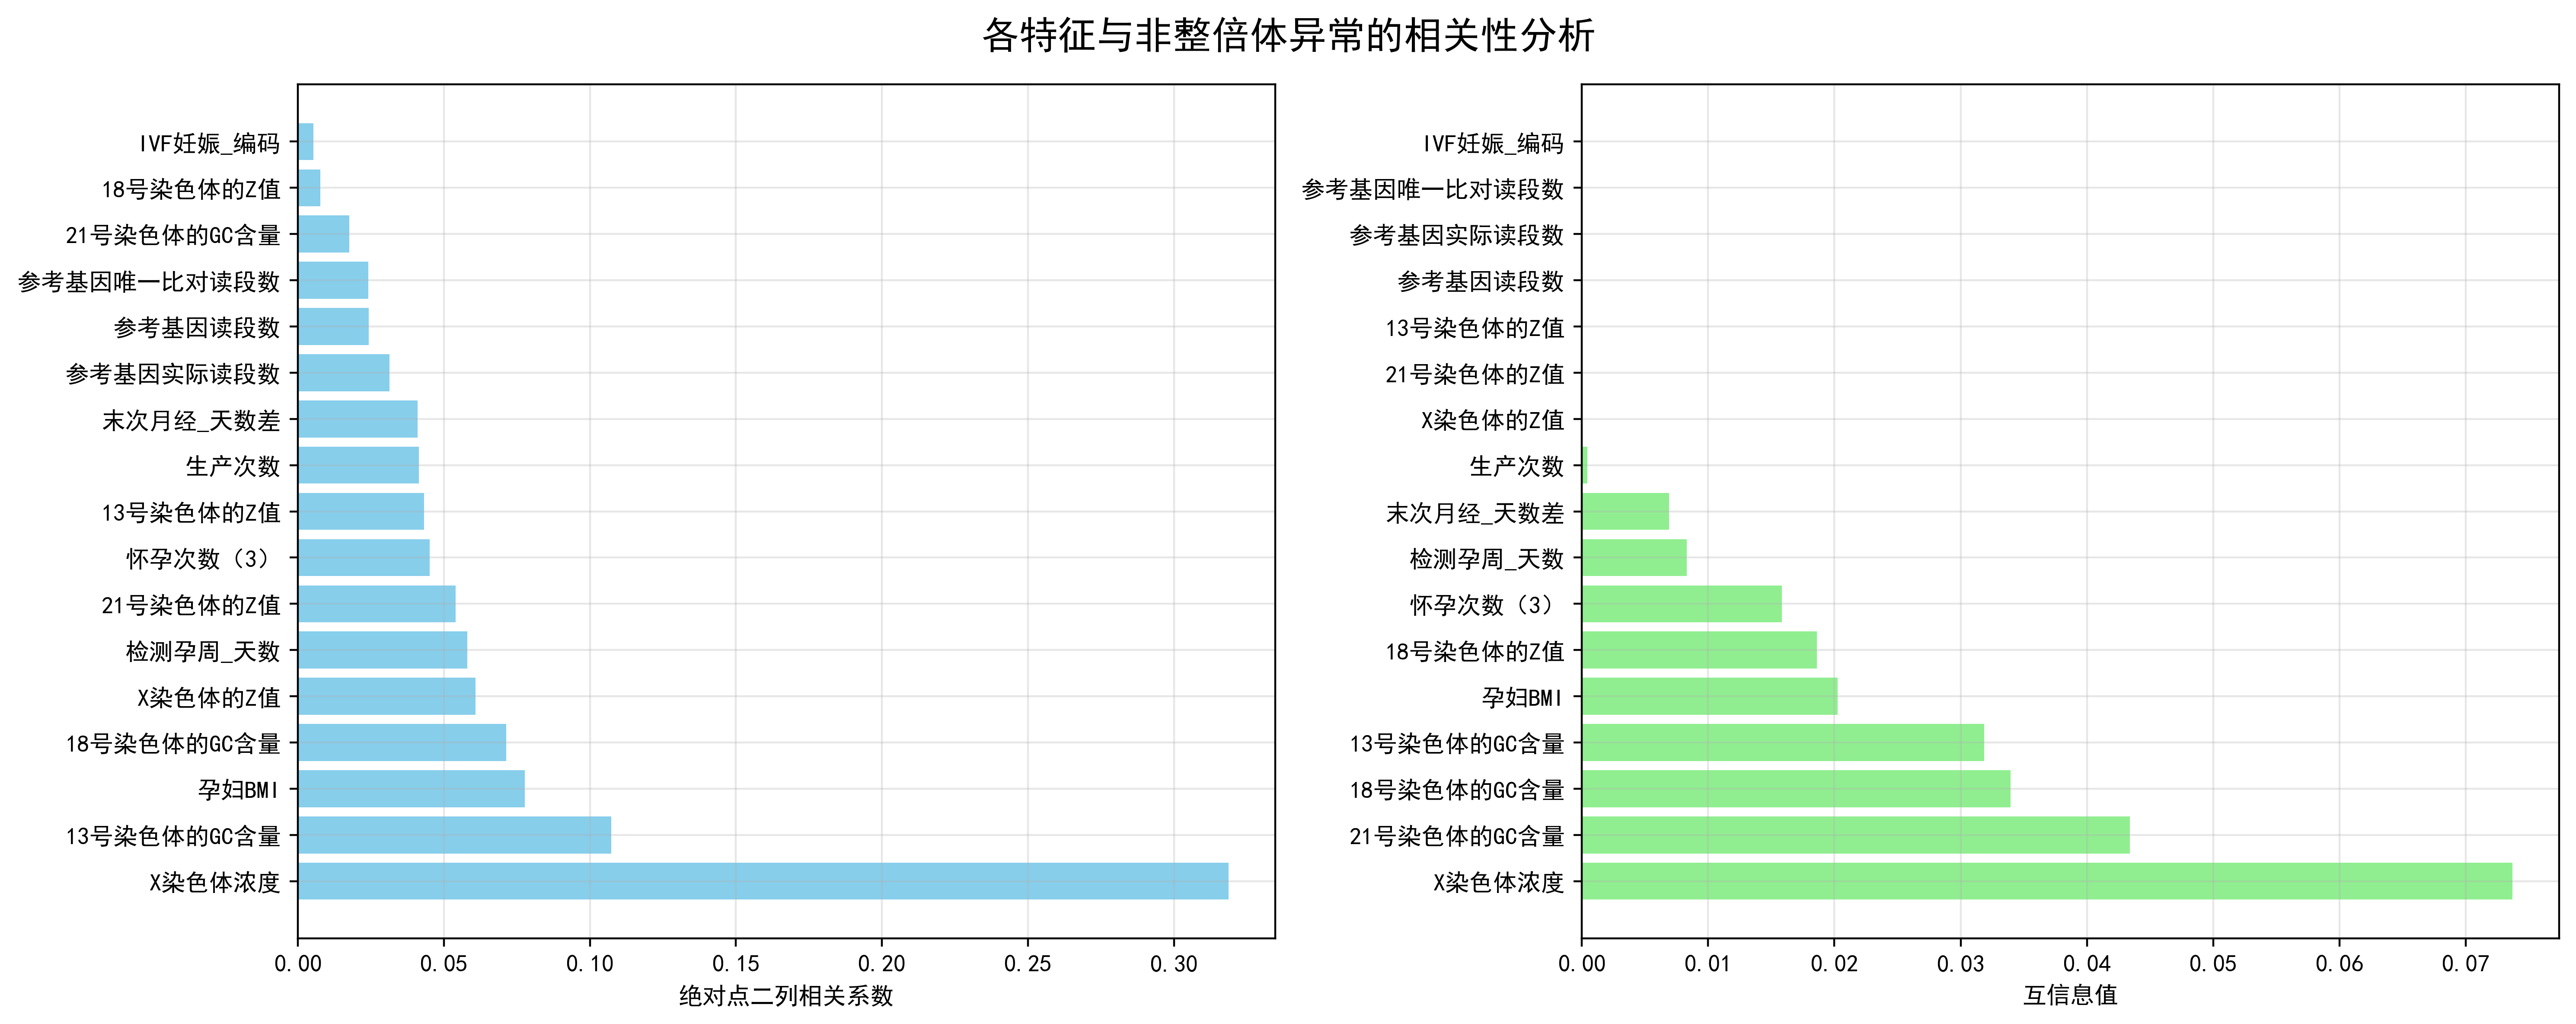 各特征与非整倍体异常的相关性分析
IVF妊娠_编码
18号染色体的Z值
21号染色体的GC含量
参考基因唯一比对读段数
参考基因读段数
参考基因实际读段数
末次月经_天数差
生产次数
13号染色体的Z值
怀孕次数（3）
21号染色体的Z值
检测孕周_天数
X染色体的Z值
18号染色体的GC含量
孕妇BMI
13号染色体的GC含量
X染色体浓度
0.00 0.05 0.10 0.15 0.20 0.25 0.30
绝对点二列相关系数
IVF妊娠_编码
参考基因唯一比对读段数
参考基因实际读段数
参考基因读段数
13号染色体的Z值
21号染色体的Z值
X染色体的Z值
生产次数
末次月经_天数差
检测孕周_天数
怀孕次数（3）
18号染色体的Z值
孕妇BMI
13号染色体的GC含量
18号染色体的GC含量
21号染色体的GC含量
X染色体浓度
0.00 0.01 0.02 0.03 0.04 0.05 0.06 0.07
互信息值